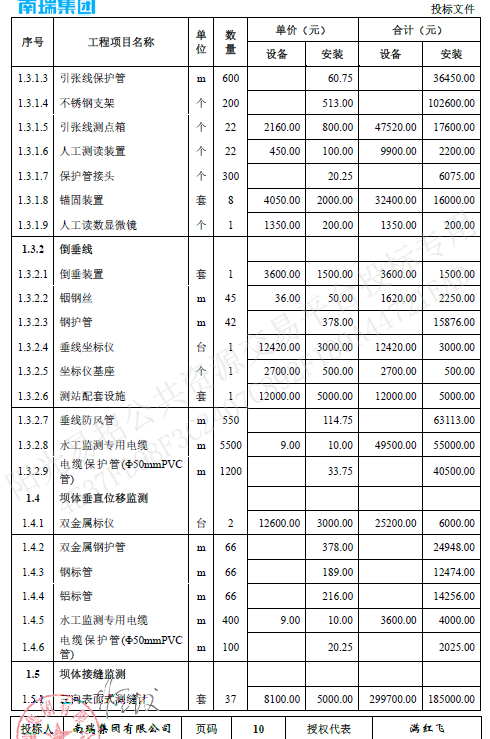 南瑞集团 投标文件
序号 工程项目名称 单位 数量 单价（元） 合计（元）
设备 安装 设备 安装
1.3.1.3 引张线保护管 m 600 60.75 36450.00
1.3.1.4 不锈钢支架 个 200 513.00 102600.00
1.3.1.5 引张线测点箱 个 22 2160.00 800.00 47520.00 17600.00
1.3.1.6 人工测读装置 个 22 450.00 100.00 9900.00 2200.00
1.3.1.7 保护管接头 个 300 20.25 6075.00
1.3.1.8 锚固装置 套 8 4050.00 2000.00 32400.00 16000.00
1.3.1.9 人工读数显微镜 个 1 1350.00 200.00 1350.00 200.00
1.3.2 倒垂线
1.3.2.1 倒垂装置 套 1 3600.00 1500.00 3600.00 1500.00
1.3.2.2 铟钢丝 m 45 36.00 50.00 1620.00 2250.00
1.3.2.3 钢护管 m 42 378.00 15876.00
1.3.2.4 垂线坐标仪 台 1 12420.00 3000.00 12420.00 3000.00
1.3.2.5 坐标仪基座 个 1 2700.00 500.00 2700.00 500.00
1.3.2.6 测站配套设施 套 1 12000.00 5000.00 12000.00 5000.00
1.3.2.7 垂线防风管 m 550 114.75 63113.00
1.3.2.8 水工监测专用电缆 m 5500 9.00 10.00 49500.00 55000.00
1.3.2.9 电缆保护管(Φ50mmPVC
管) m 1200 33.75 40500.00
1.4 坝体垂直位移监测
1.4.1 双金属标仪 台 2 12600.00 3000.00 25200.00 6000.00
1.4.2 双金属钢护管 m 66 378.00 24948.00
1.4.3 钢标管 m 66 189.00 12474.00
1.4.4 铝标管 m 66 216.00 14256.00
1.4.5 水工监测专用电缆 m 400 9.00 10.00 3600.00 4000.00
1.4.6 电缆保护管(Φ50mmPVC
管) m 100 20.25 2025.00
1.5 坝体接缝监测
1.5.1 三向表面式测缝计 套 37 8100.00 5000.00 299700.00 185000.00
投标人 南瑞集团有限公司 页码 10 授权代表 满红飞